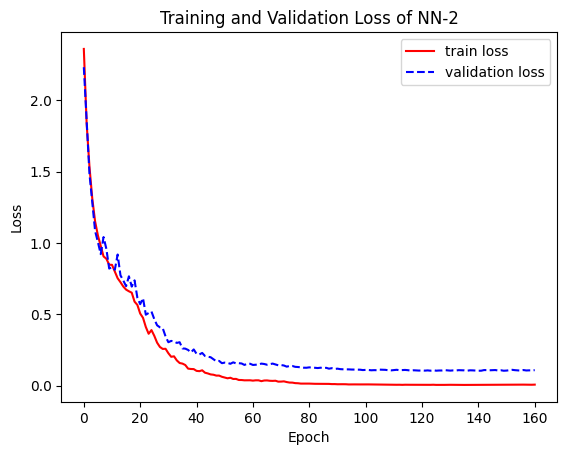 Training and Validation Loss of NN-2
train loss
validation loss
2.0
1.5
1.0
0.5
0.0
Loss
0 20 40 60 80 100 120 140 160
Epoch